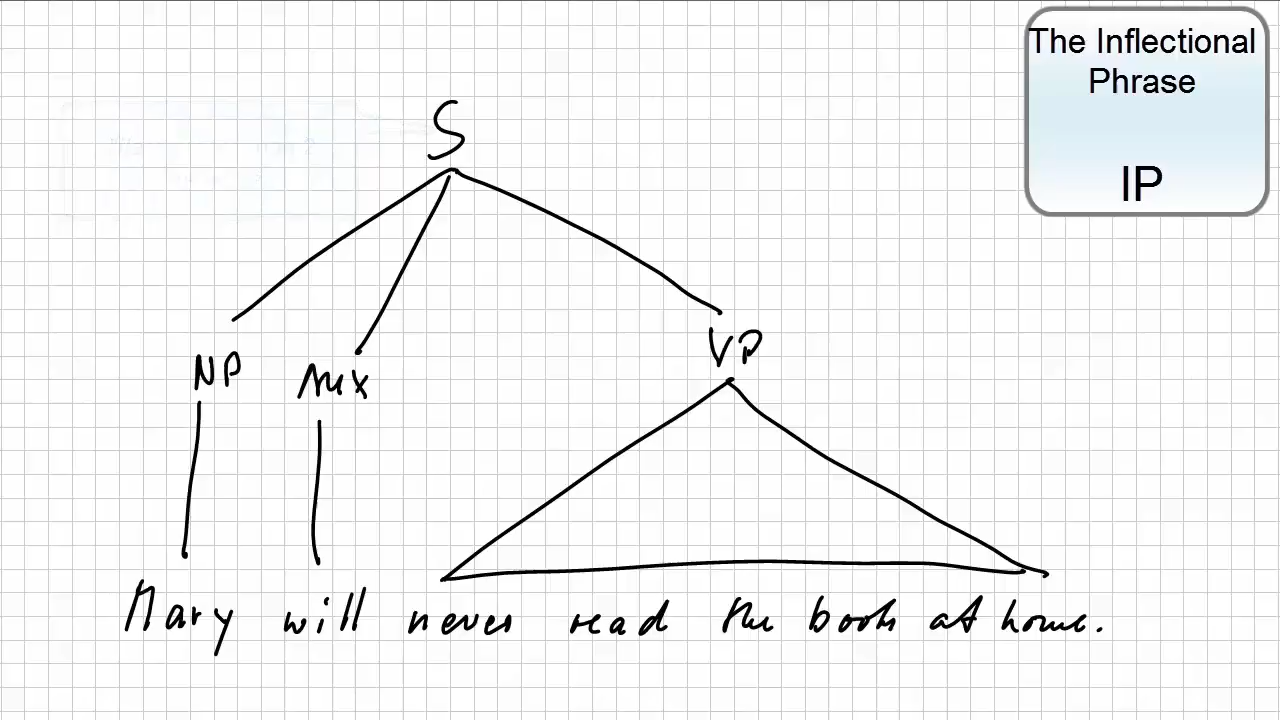 The Inflectional
Phrase
IP
S
NP Aux VP
Mary will never read the book at home.